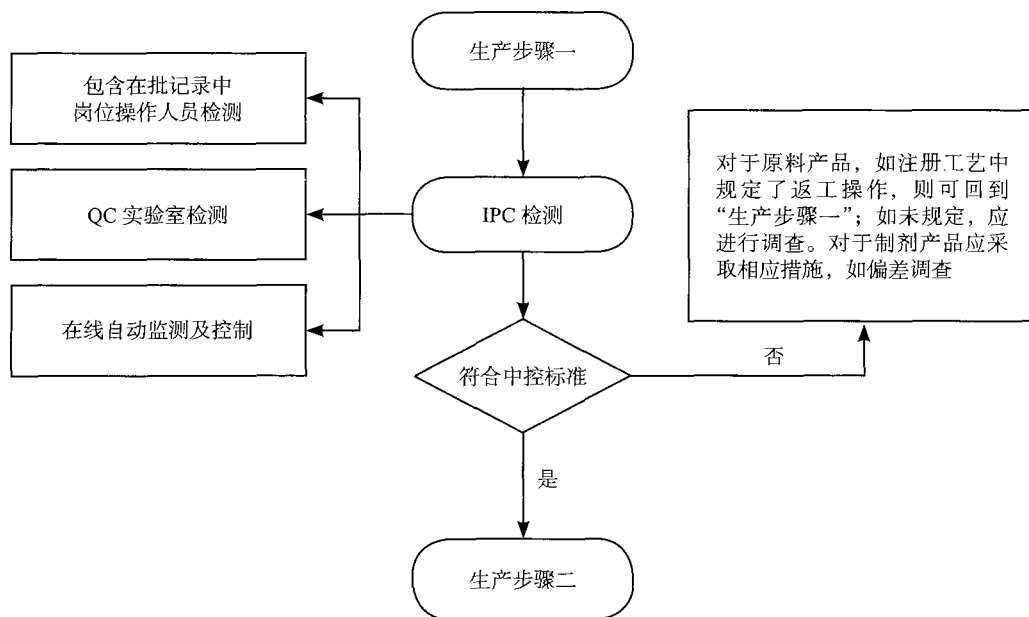 生产步骤一
包含在批记录中
岗位操作人员检测
QC 实验室检测
IPC 检测
在线自动监测及控制
对于原料产品，如注册工艺中
规定了返工操作，则可回到
“生产步骤一”；如未规定，应
进行调查。对于制剂产品应采
取相应措施，如偏差调查
符合中控标准
否
是
生产步骤二